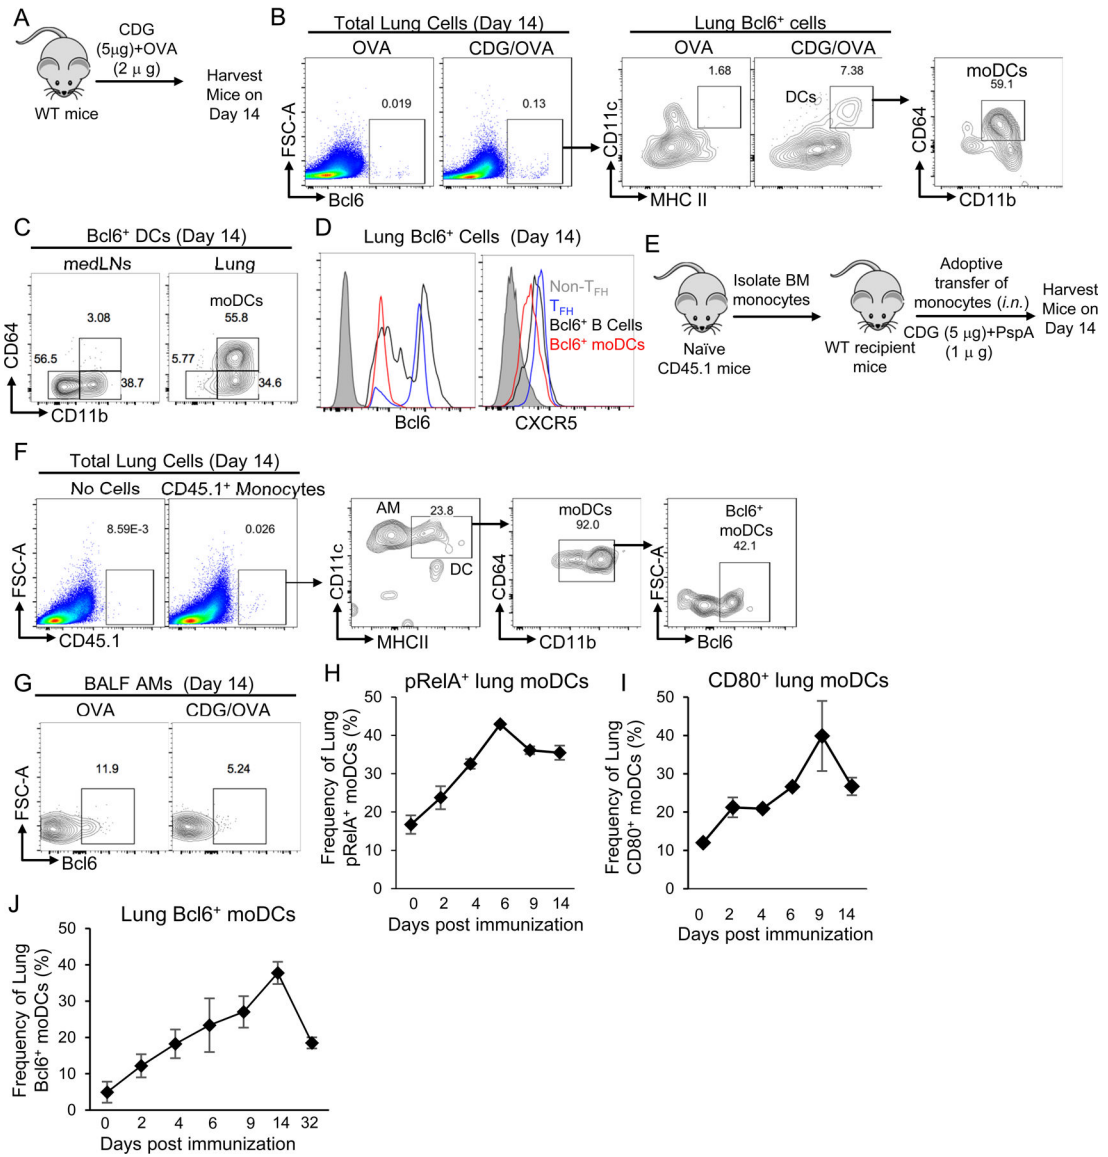 A
CDG
(5μg)+OVA
(2 μ g)
WT mice
Harvest
Mice on
Day 14
B
Total Lung Cells (Day 14)
OVA
CDG/OVA
FSC-A
0.019
0.13
Bcl6
Lung Bcl6⁺ cells
OVA
CDG/OVA
CD11c
1.68
7.38
DCs
MHC II
moDCs
59.1
CD64
CD11b
C
Bcl6⁺ DCs (Day 14)
medLNs
Lung
CD64
3.08
56.5
38.7
moDCs
55.8
5.77
34.6
CD11b
D
Lung Bcl6⁺ Cells (Day 14)
Non-TFH
TFH
Bcl6⁺ B Cells
Bcl6⁺ moDCs
Bcl6
CXCR5
E
Naïve
CD45.1 mice
Isolate BM
monocytes
WT recipient
mice
Adoptive
transfer of
monocytes (i.n.)
CDG (5 μg)+PspA
(1 μ g)
Harvest
Mice on
Day 14
F
Total Lung Cells (Day 14)
No Cells
CD45.1⁺ Monocytes
FSC-A
8.59E-3
0.026
CD45.1
AM
23.8
DC
CD11c
MHCII
moDCs
92.0
CD64
CD11b
Bcl6⁺
moDCs
42.1
FSC-A
Bcl6
G
BALF AMs (Day 14)
OVA
CDG/OVA
FSC-A
11.9
5.24
Bcl6
H
pRelA⁺ lung moDCs
Frequency of Lung
pRelA⁺ moDCs (%)
50
40
30
20
10
0
0 2 4 6 9 14
Days post immunization
I
CD80⁺ lung moDCs
Frequency of Lung
CD80⁺ moDCs (%)
50
40
30
20
10
0
0 2 4 6 9 14
Days post immunization
J
Lung Bcl6⁺ moDCs
Frequency of Lung
Bcl6⁺ moDCs (%)
50
40
30
20
10
0
0 2 4 6 9 14 32
Days post immunization